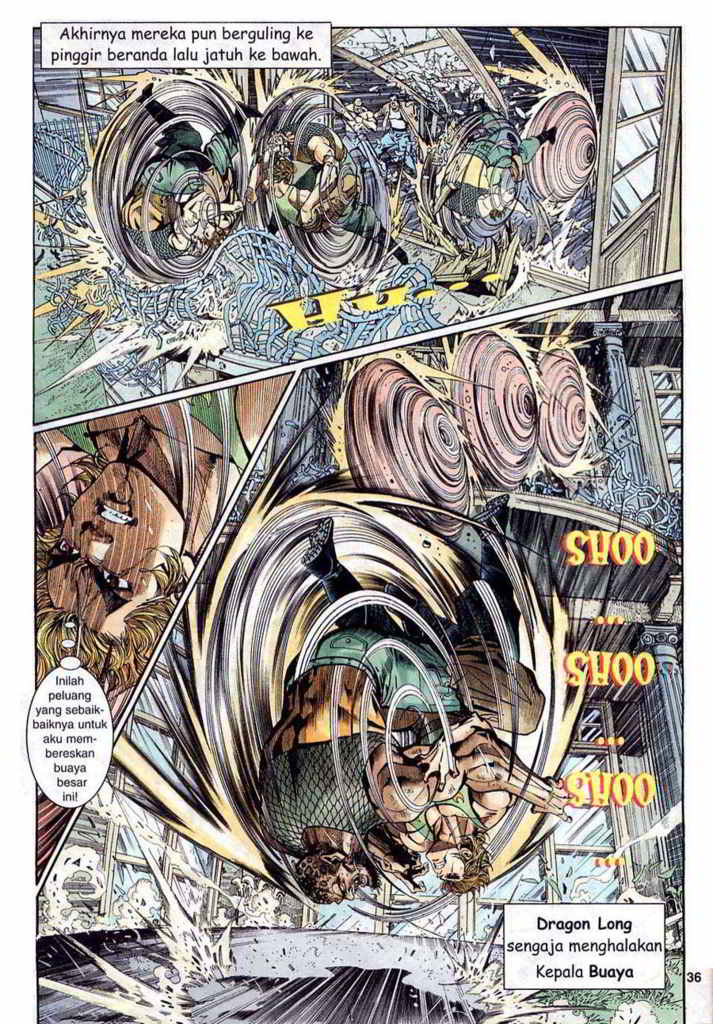 Akhirnya mereka pun berguling ke
pinggir beranda lalu jatuh ke bawah.
Hu...
Inilah
peluang
yang sebaik-
baiknya untuk
aku mem-
bereskan
buaya
besar
ini!
SHOO
...
SHOO
...
SHOO
...
Dragon Long
sengaja menghalakan
Kepala Buaya
36